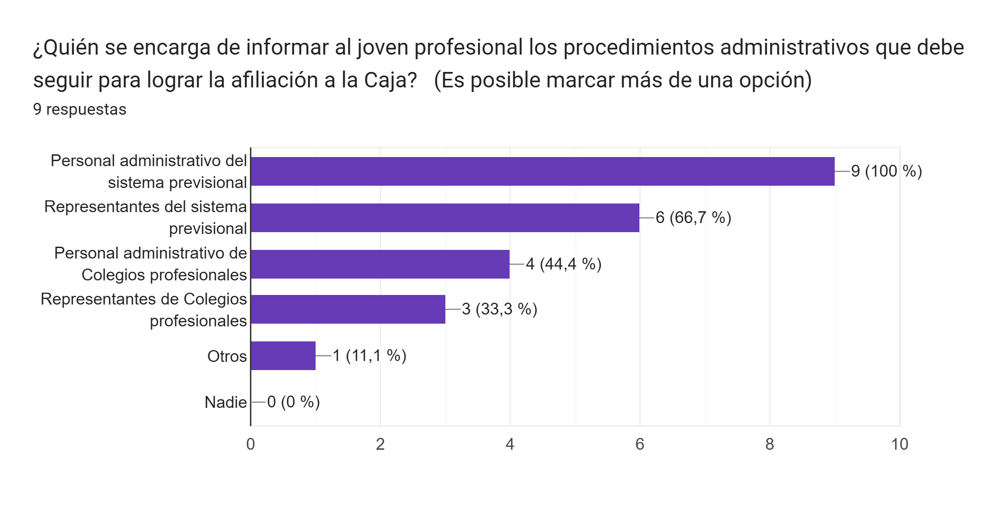 ¿Quién se encarga de informar al joven profesional los procedimientos administrativos que debe
seguir para lograr la afiliación a la Caja?   (Es posible marcar más de una opción)
9 respuestas
Personal administrativo del
sistema previsional
9 (100 %)
Representantes del sistema
previsional
6 (66,7 %)
Personal administrativo de
Colegios profesionales
4 (44,4 %)
Representantes de Colegios
profesionales
3 (33,3 %)
Otros
1 (11,1 %)
Nadie
0 (0 %)
0 2 4 6 8 10